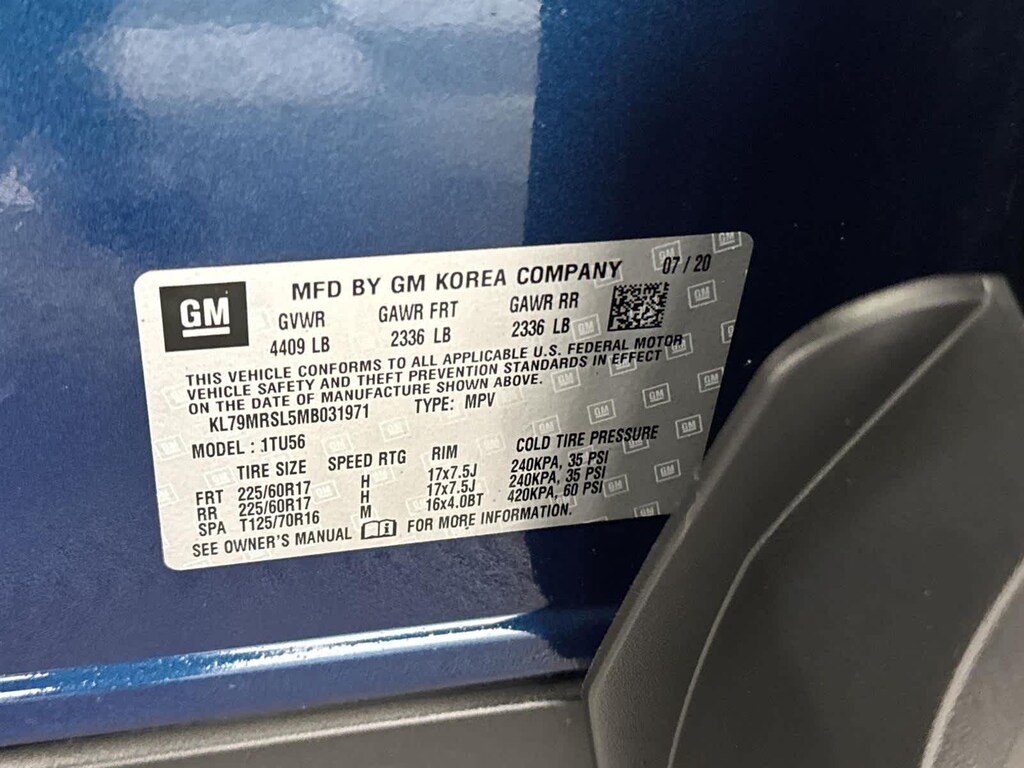 GM
MFD BY GM KOREA COMPANY 07 / 20
GVWR GAWR FRT GAWR RR
4409 LB 2336 LB 2336 LB
THIS VEHICLE CONFORMS TO ALL APPLICABLE U.S. FEDERAL MOTOR
VEHICLE SAFETY AND THEFT PREVENTION STANDARDS IN EFFECT
ON THE DATE OF MANUFACTURE SHOWN ABOVE.
KL79MRSL5MB031971 TYPE: MPV
MODEL : 1TU56
TIRE SIZE SPEED RTG RIM COLD TIRE PRESSURE
FRT 225/60R17 H 17x7.5J 240KPA, 35 PSI
RR 225/60R17 H 17x7.5J 240KPA, 35 PSI
SPA T125/70R16 M 16x4.0BT 420KPA, 60 PSI
SEE OWNER'S MANUAL FOR MORE INFORMATION.